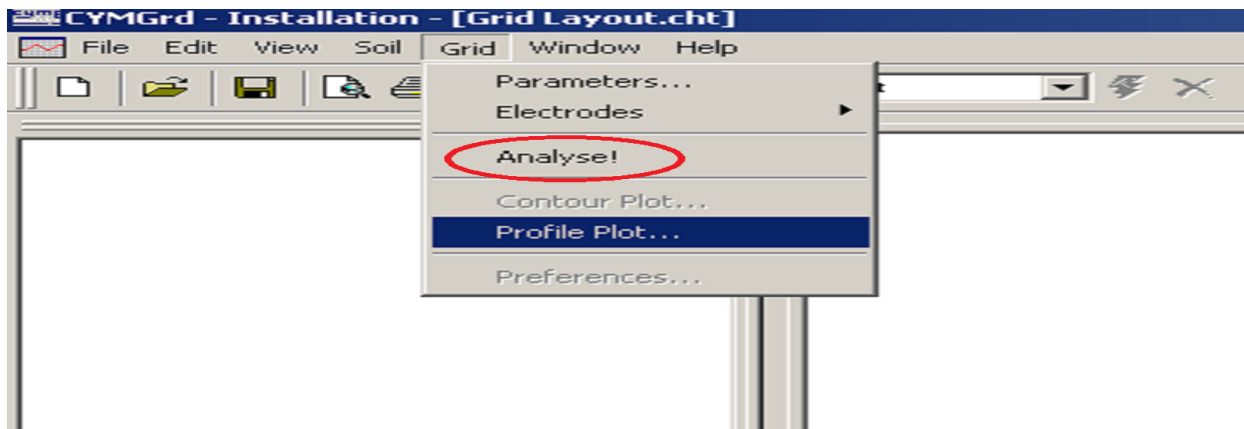 CYMGrd - Installation - [Grid Layout.cht]
File Edit View Soil Grid Window Help
Parameters...
Electrodes
Analyse!
Contour Plot...
Profile Plot...
Preferences...